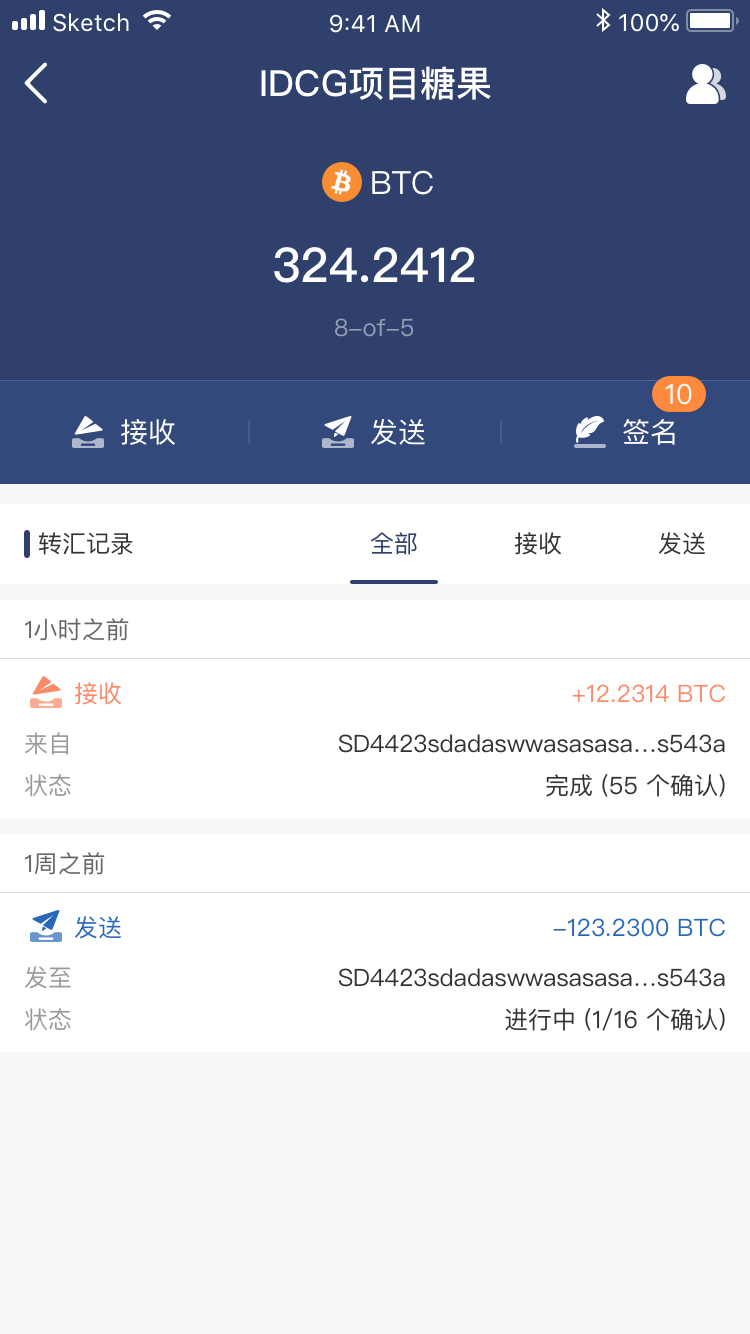 Sketch 9:41 AM 100%
IDCG项目糖果
BTC
324.2412
8-of-5
10
接收 发送 签名
转汇记录 全部 接收 发送
1小时之前
接收 +12.2314 BTC
来自 SD4423sdadaswwasasasa...s543a
状态 完成 (55 个确认)
1周之前
发送 -123.2300 BTC
发至 SD4423sdadaswwasasasa...s543a
状态 进行中 (1/16 个确认)